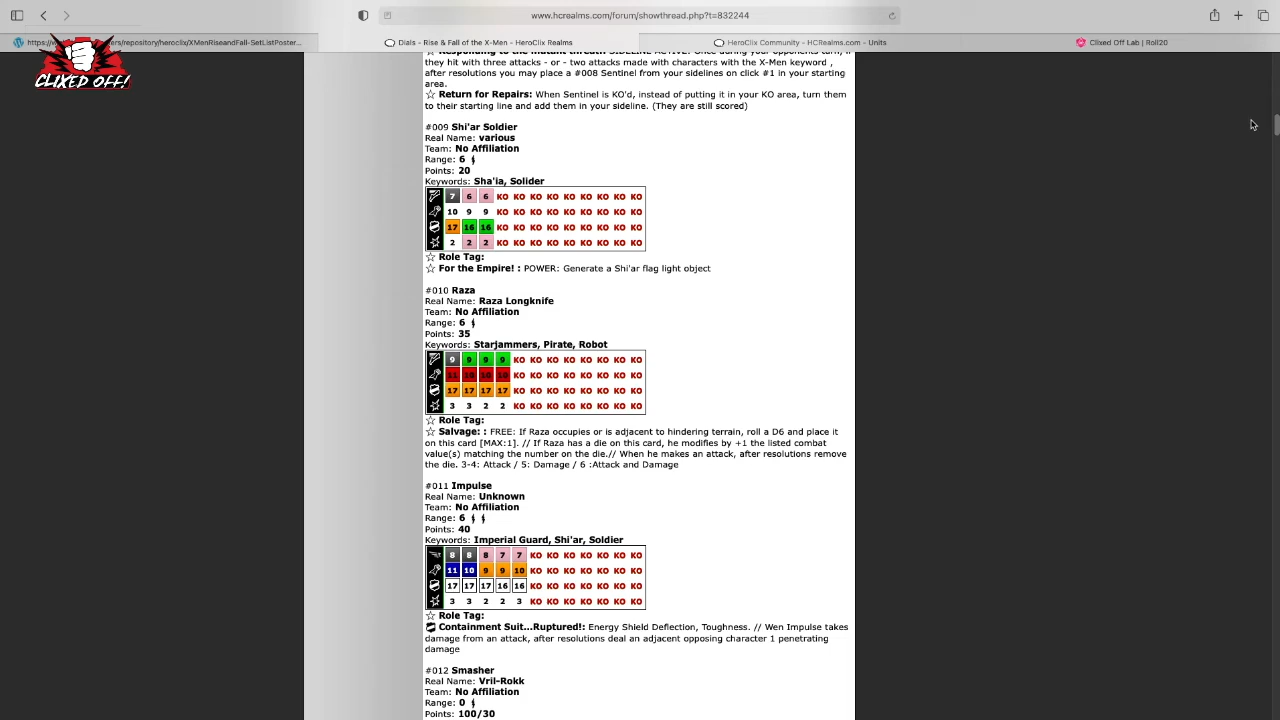 www.hcrealms.com/forum/showthread.php?t=832244
ers/repository/heroclix/XMenRiseandFall-SetListPoster...
Dials - Rise & Fall of the X-Men - HeroClix Realms
HeroClix Community - HCRealms.com - Units
Clixed Off Lab | Roll20
CLIXED OFF!
they hit with three attacks - or - two attacks made with characters with the X-Men keyword ,
after resolutions you may place a #008 Sentinel from your sidelines on click #1 in your starting
area.
Return for Repairs: When Sentinel is KO'd, instead of putting it in your KO area, turn them
to their starting line and add them in your sideline. (They are still scored)
#009 Shi'ar Soldier
Real Name: various
Team: No Affiliation
Range: 6
Points: 20
Keywords: Sha'ia, Solider
7 6 6 KO KO KO KO KO KO KO KO KO
10 9 9 KO KO KO KO KO KO KO KO KO
17 16 16 KO KO KO KO KO KO KO KO KO
2 2 2 KO KO KO KO KO KO KO KO KO
Role Tag:
For the Empire! : POWER: Generate a Shi'ar flag light object
#010 Raza
Real Name: Raza Longknife
Team: No Affiliation
Range: 6
Points: 35
Keywords: Starjammers, Pirate, Robot
9 9 9 9 KO KO KO KO KO KO KO KO
11 10 10 10 KO KO KO KO KO KO KO KO
17 17 17 17 KO KO KO KO KO KO KO KO
3 3 2 2 KO KO KO KO KO KO KO KO
Role Tag:
Salvage: : FREE: If Raza occupies or is adjacent to hindering terrain, roll a D6 and place it
on this card [MAX:1]. // If Raza has a die on this card, he modifies by +1 the listed combat
value(s) matching the number on the die.// When he makes an attack, after resolutions remove
the die. 3-4: Attack / 5: Damage / 6 :Attack and Damage
#011 Impulse
Real Name: Unknown
Team: No Affiliation
Range: 6
Points: 40
Keywords: Imperial Guard, Shi'ar, Soldier
8 8 8 7 7 KO KO KO KO KO KO KO
11 10 9 9 10 KO KO KO KO KO KO KO
17 17 17 16 16 KO KO KO KO KO KO KO
3 3 2 2 3 KO KO KO KO KO KO KO
Role Tag:
Containment Suit...Ruptured!: Energy Shield Deflection, Toughness. // Wen Impulse takes
damage from an attack, after resolutions deal an adjacent opposing character 1 penetrating
damage
#012 Smasher
Real Name: Vril-Rokk
Team: No Affiliation
Range: 0
Points: 100/30